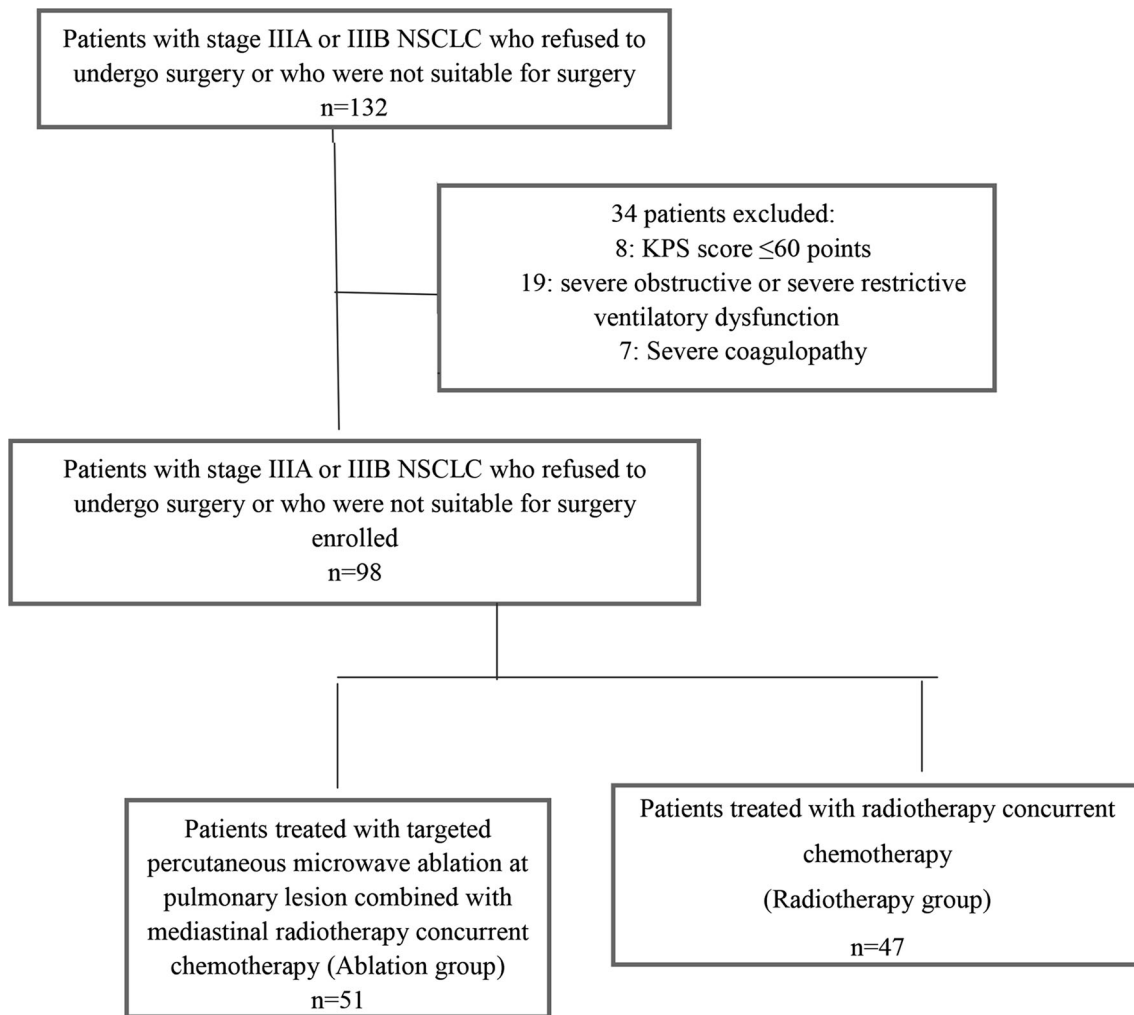 Patients with stage IIIA or IIIB NSCLC who refused to
undergo surgery or who were not suitable for surgery
n=132
34 patients excluded:
8: KPS score ≤60 points
19: severe obstructive or severe restrictive
ventilatory dysfunction
7: Severe coagulopathy
Patients with stage IIIA or IIIB NSCLC who refused to
undergo surgery or who were not suitable for surgery
enrolled
n=98
Patients treated with targeted
percutaneous microwave ablation at
pulmonary lesion combined with
mediastinal radiotherapy concurrent
chemotherapy (Ablation group)
n=51
Patients treated with radiotherapy concurrent
chemotherapy
(Radiotherapy group)
n=47